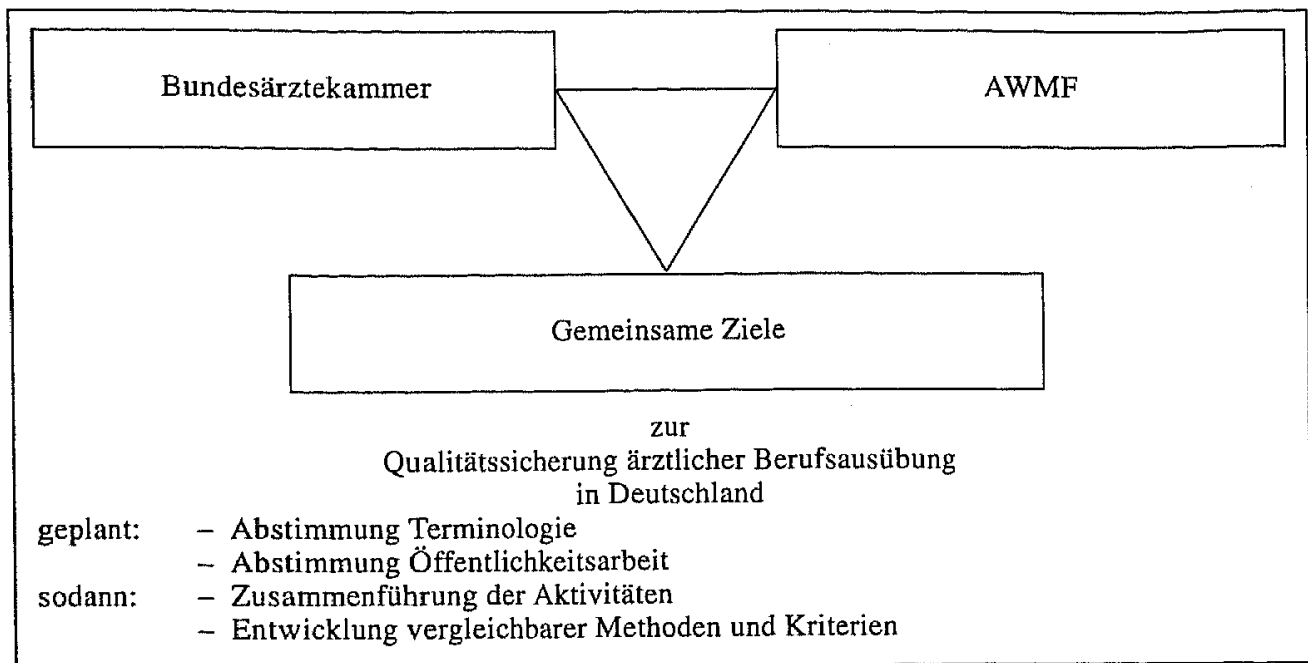 Bundesärztekammer
AWMF
Gemeinsame Ziele
zur
Qualitätssicherung ärztlicher Berufsausübung
in Deutschland
geplant: – Abstimmung Terminologie
– Abstimmung Öffentlichkeitsarbeit
sodann: – Zusammenführung der Aktivitäten
– Entwicklung vergleichbarer Methoden und Kriterien